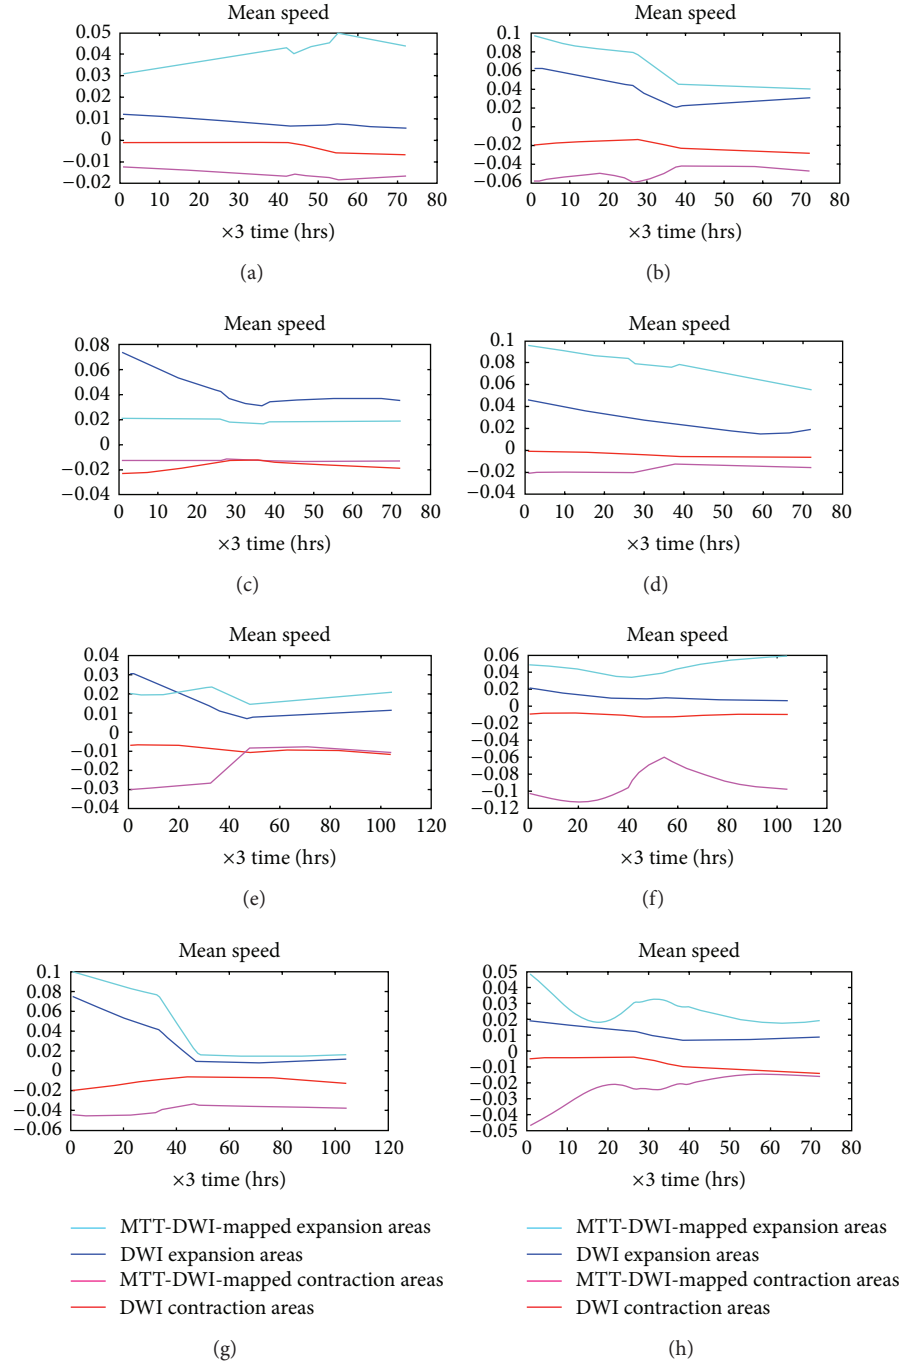 Mean speed
0.05
0.04
0.03
0.02
0.01
0
−0.01
−0.02
0 10 20 30 40 50 60 70 80
×3 time (hrs)
(a)
Mean speed
0.1
0.08
0.06
0.04
0.02
0
−0.02
−0.04
−0.06
0 10 20 30 40 50 60 70 80
×3 time (hrs)
(b)
Mean speed
0.08
0.06
0.04
0.02
0
−0.02
−0.04
0 10 20 30 40 50 60 70 80
×3 time (hrs)
(c)
Mean speed
0.1
0.08
0.06
0.04
0.02
0
−0.02
−0.04
0 10 20 30 40 50 60 70 80
×3 time (hrs)
(d)
Mean speed
0.04
0.03
0.02
0.01
0
−0.01
−0.02
−0.03
−0.04
0 20 40 60 80 100 120
×3 time (hrs)
(e)
Mean speed
0.06
0.04
0.02
0
−0.02
−0.04
−0.06
−0.08
−0.1
−0.12
0 20 40 60 80 100 120
×3 time (hrs)
(f)
Mean speed
0.1
0.08
0.06
0.04
0.02
0
−0.02
−0.04
−0.06
0 20 40 60 80 100 120
×3 time (hrs)
MTT-DWI-mapped expansion areas
DWI expansion areas
MTT-DWI-mapped contraction areas
DWI contraction areas
(g)
Mean speed
0.05
0.04
0.03
0.02
0.01
0
−0.01
−0.02
−0.03
−0.04
−0.05
0 10 20 30 40 50 60 70 80
×3 time (hrs)
MTT-DWI-mapped expansion areas
DWI expansion areas
MTT-DWI-mapped contraction areas
DWI contraction areas
(h)